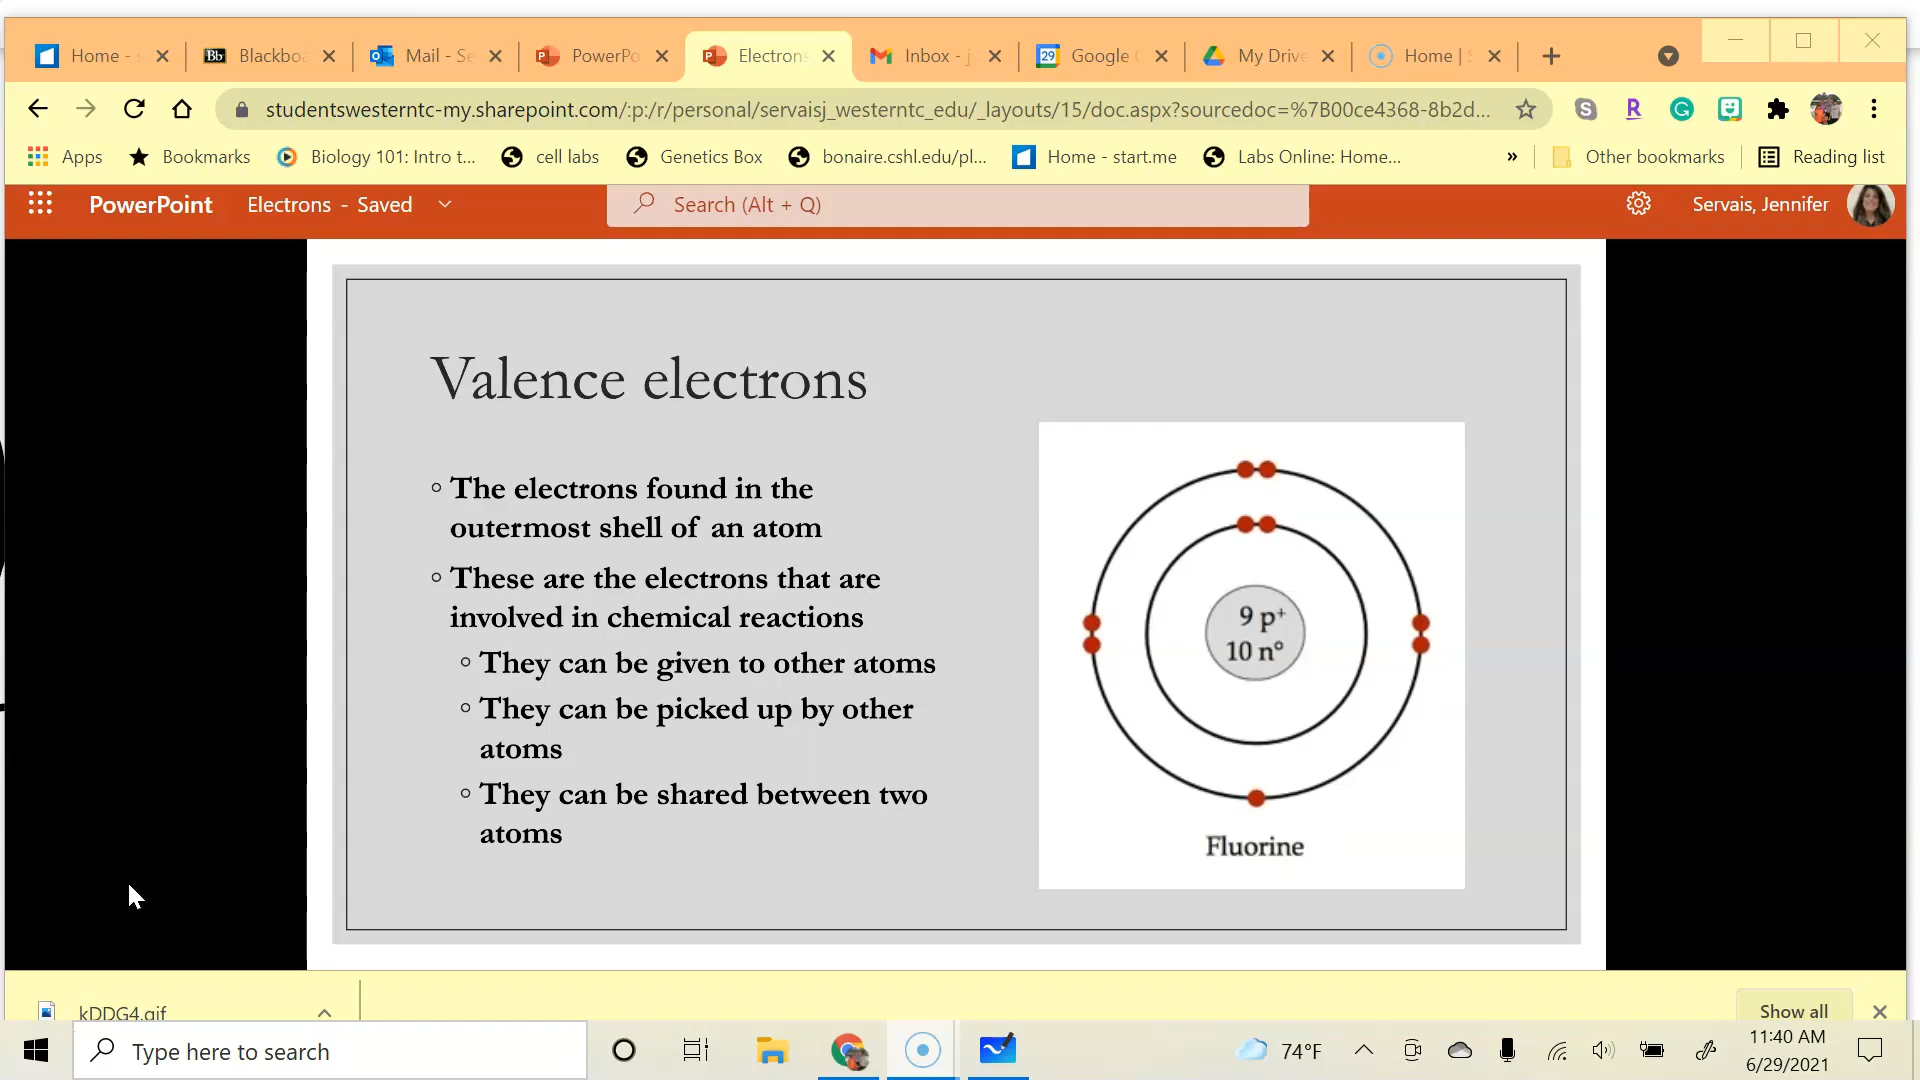 Home - s
Blackboa
Mail - Se
PowerPo
Electrons
Inbox - j
29
Google C
My Drive
Home | S
studentswesterntc-my.sharepoint.com/:p:/r/personal/servaisj_westerntc_edu/_layouts/15/doc.aspx?sourcedoc=%7B00ce4368-8b2d...
Apps
Bookmarks
Biology 101: Intro t...
cell labs
Genetics Box
bonaire.cshl.edu/pl...
Home - start.me
Labs Online: Home...
»
Other bookmarks
Reading list
PowerPoint
Electrons - Saved
Search (Alt + Q)
Servais, Jennifer
Valence electrons
The electrons found in the
outermost shell of an atom
These are the electrons that are
involved in chemical reactions
They can be given to other atoms
They can be picked up by other
atoms
They can be shared between two
atoms
9 p⁺
10 n⁰
Fluorine
kDDG4.gif
Show all
Type here to search
74°F
11:40 AM
6/29/2021